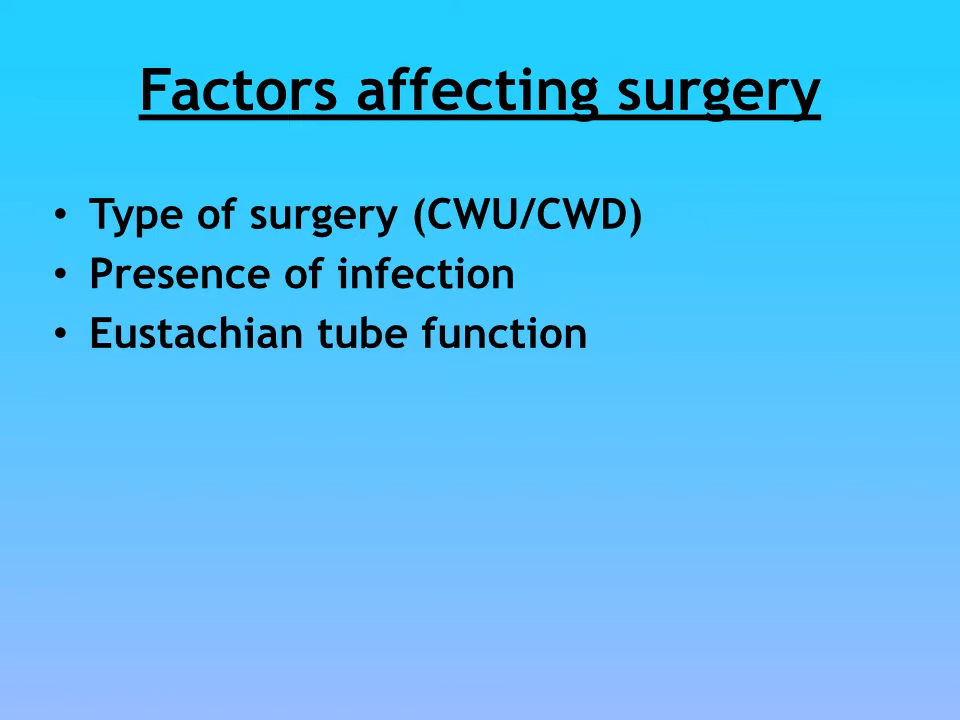 Factors affecting surgery
• Type of surgery (CWU/CWD)
• Presence of infection
• Eustachian tube function